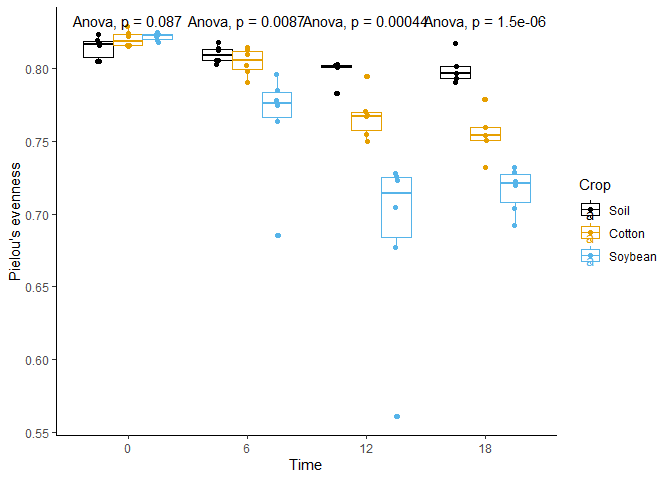 Anova, p = 0.087 Anova, p = 0.0087 Anova, p = 0.00044 Anova, p = 1.5e-06
0.80
0.75
0.70
0.65
0.60
0.55
Pielou's evenness
0 6 12 18
Time
Crop
a Soil
a Cotton
a Soybean